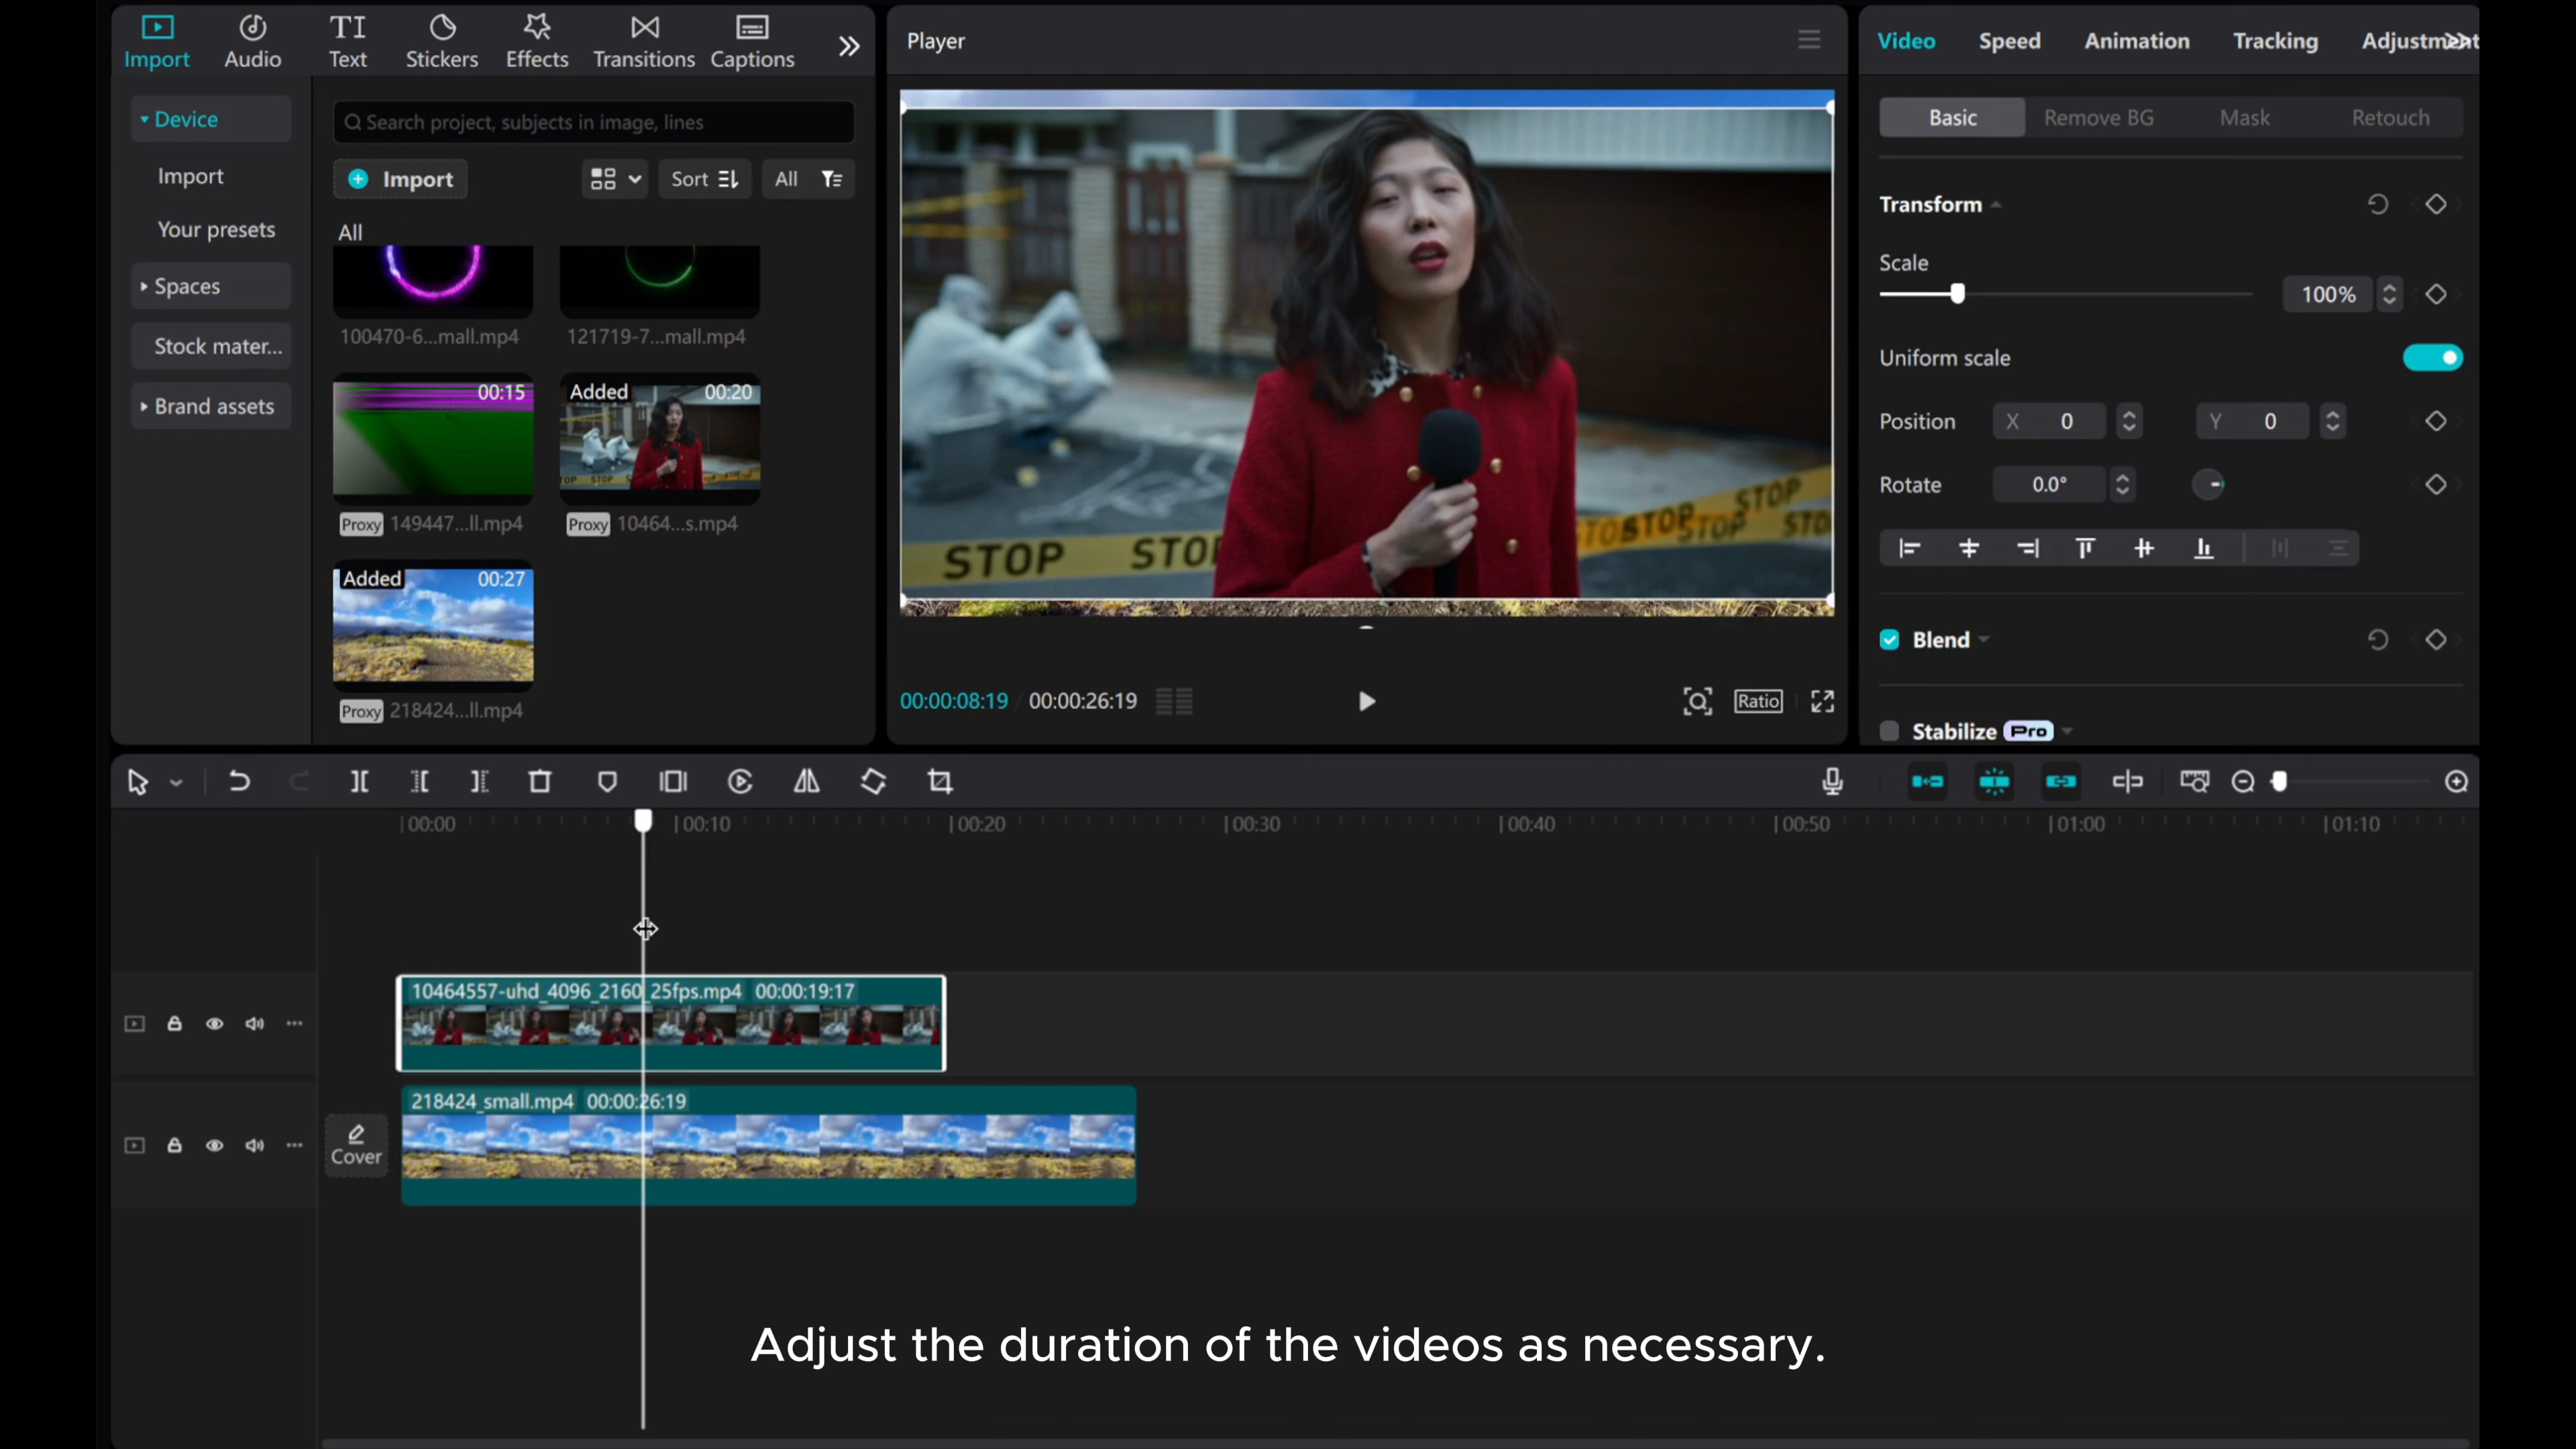 Import
Audio
Text
Stickers
Effects
Transitions
Captions
Device
Import
Your presets
Spaces
Stock mater...
Brand assets
Search project, subjects in image, lines
Import
Sort
All
All
100470-6...mall.mp4
121719-7...mall.mp4
00:15
Added 00:20
Proxy 149447...ll.mp4
Proxy 10464...s.mp4
Added 00:27
Proxy 218424...ll.mp4
Player
STOP STOP
STOP STOP
STOP
00:00:08:19 / 00:00:26:19
Ratio
Video Speed Animation Tracking Adjustment
Basic Remove BG Mask Retouch
Transform
Scale
100%
Uniform scale
Position X 0 Y 0
Rotate 0.0°
Blend
Stabilize Pro
00:00 00:10 00:20 00:30 00:40 00:50 01:00 01:10
10464557-uhd_4096_2160_25fps.mp4 00:00:19:17
218424_small.mp4 00:00:26:19
Cover
Adjust the duration of the videos as necessary.